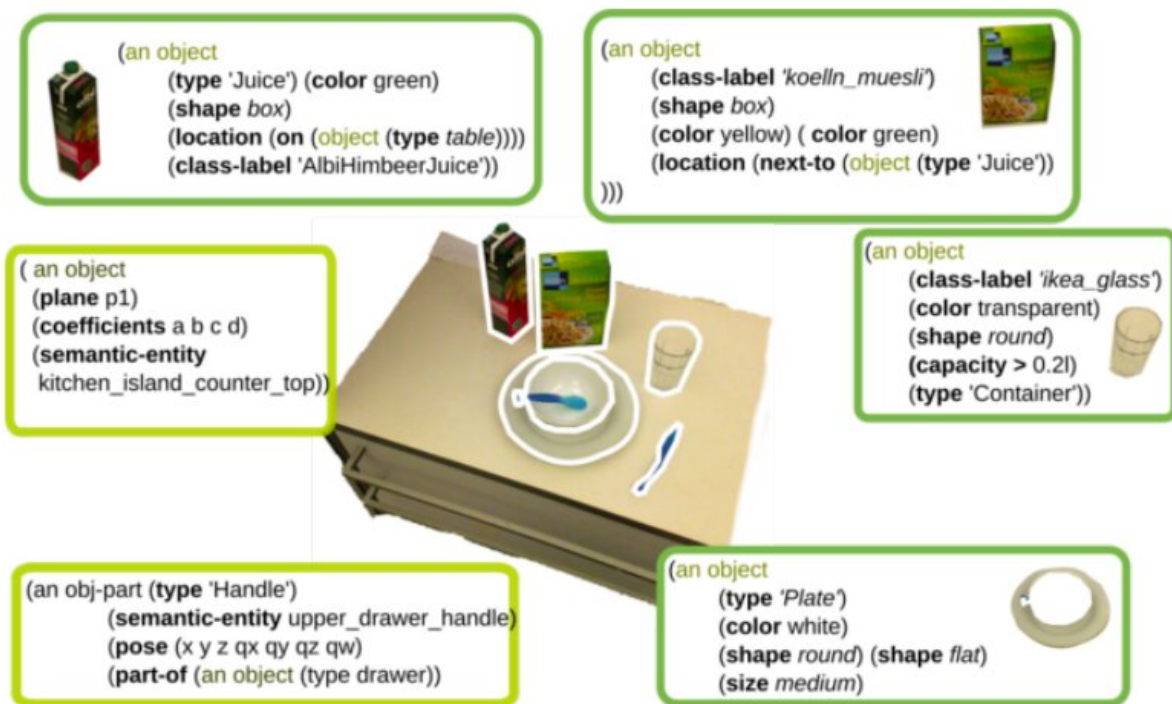 (an object
(type 'Juice') (color green)
(shape box)
(location (on (object (type table))))
(class-label 'AlbiHimbeerJuice'))
(an object
(class-label 'koelln_muesli')
(shape box)
(color yellow) ( color green)
(location (next-to (object (type 'Juice'))
)))
( an object
(plane p1)
(coefficients a b c d)
(semantic-entity
kitchen_island_counter_top))
(an object
(class-label 'ikea_glass')
(color transparent)
(shape round)
(capacity > 0.2l)
(type 'Container'))
(an obj-part (type 'Handle')
(semantic-entity upper_drawer_handle)
(pose (x y z qx qy qz qw)
(part-of (an object (type drawer))
(an object
(type 'Plate')
(color white)
(shape round) (shape flat)
(size medium)